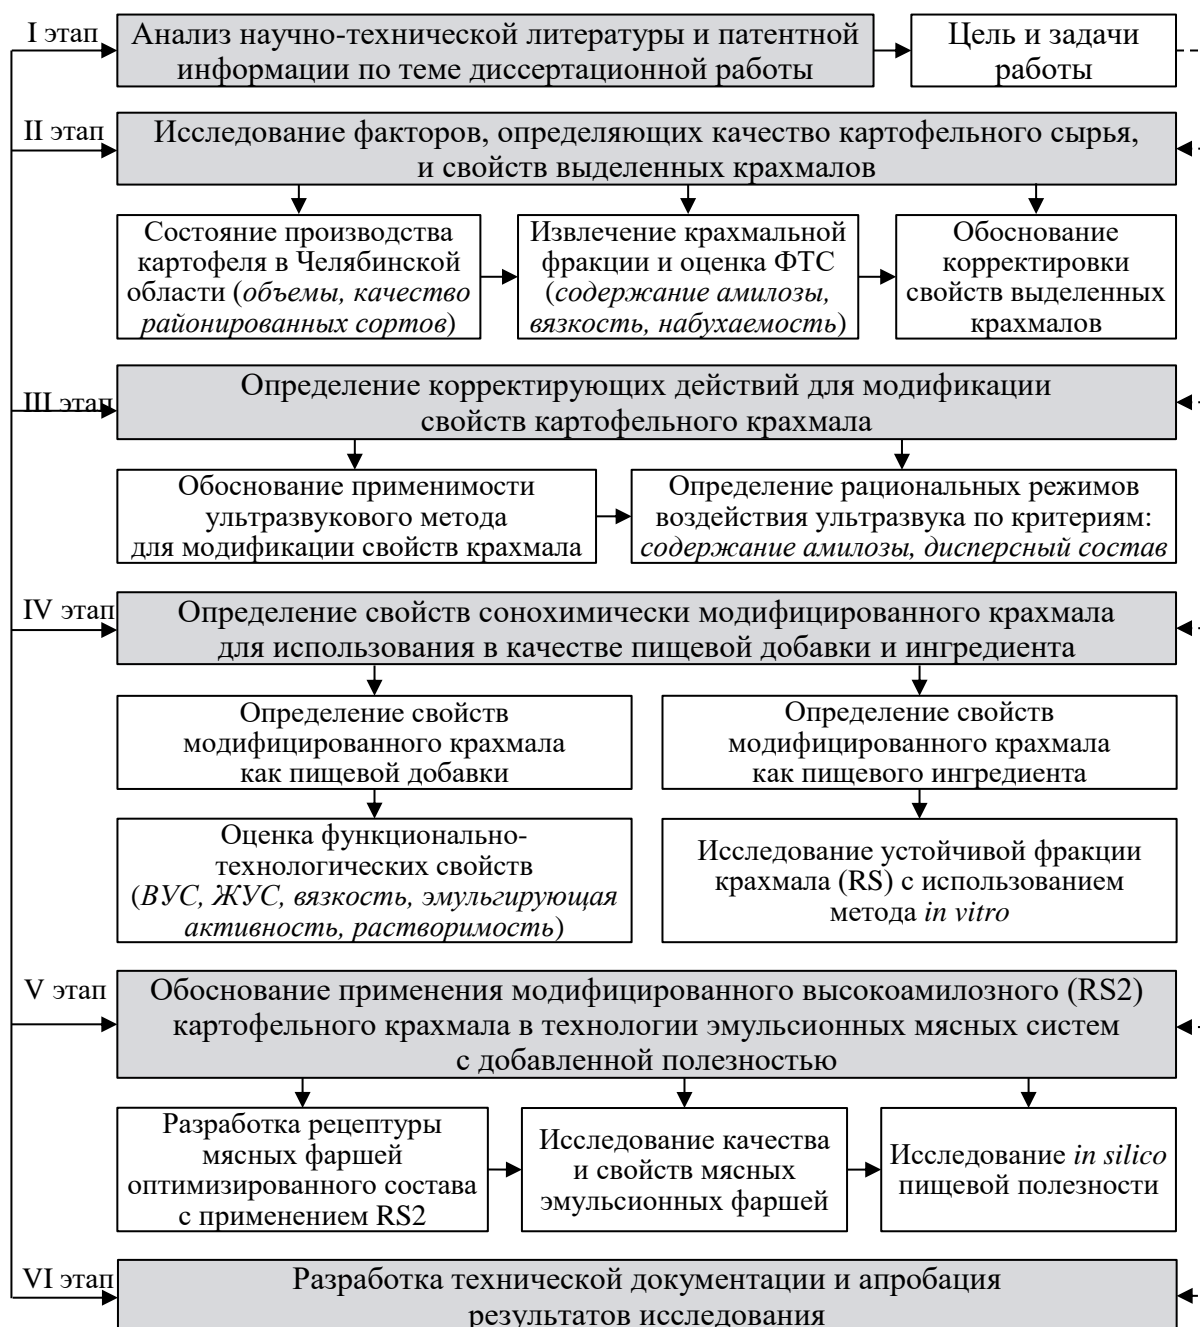 I этап
Анализ научно-технической литературы и патентной
информации по теме диссертационной работы
Цель и задачи
работы
II этап
Исследование факторов, определяющих качество картофельного сырья,
и свойств выделенных крахмалов
Состояние производства
картофеля в Челябинской
области (объемы, качество
районированных сортов)
Извлечение крахмальной
фракции и оценка ФТС
(содержание амилозы,
вязкость, набухаемость)
Обоснование
корректировки
свойств выделенных
крахмалов
III этап
Определение корректирующих действий для модификации
свойств картофельного крахмала
Обоснование применимости
ультразвукового метода
для модификации свойств крахмала
Определение рациональных режимов
воздействия ультразвука по критериям:
содержание амилозы, дисперсный состав
IV этап
Определение свойств сонохимически модифицированного крахмала
для использования в качестве пищевой добавки и ингредиента
Определение свойств
модифицированного крахмала
как пищевой добавки
Определение свойств
модифицированного крахмала
как пищевого ингредиента
Оценка функционально-
технологических свойств
(ВУС, ЖУС, вязкость, эмульгирующая
активность, растворимость)
Исследование устойчивой фракции
крахмала (RS) с использованием
метода in vitro
V этап
Обоснование применения модифицированного высокоамилозного (RS2)
картофельного крахмала в технологии эмульсионных мясных систем
с добавленной полезностью
Разработка рецептуры
мясных фаршей
оптимизированного состава
с применением RS2
Исследование качества
и свойств мясных
эмульсионных фаршей
Исследование in silico
пищевой полезности
VI этап
Разработка технической документации и апробация
результатов исследования